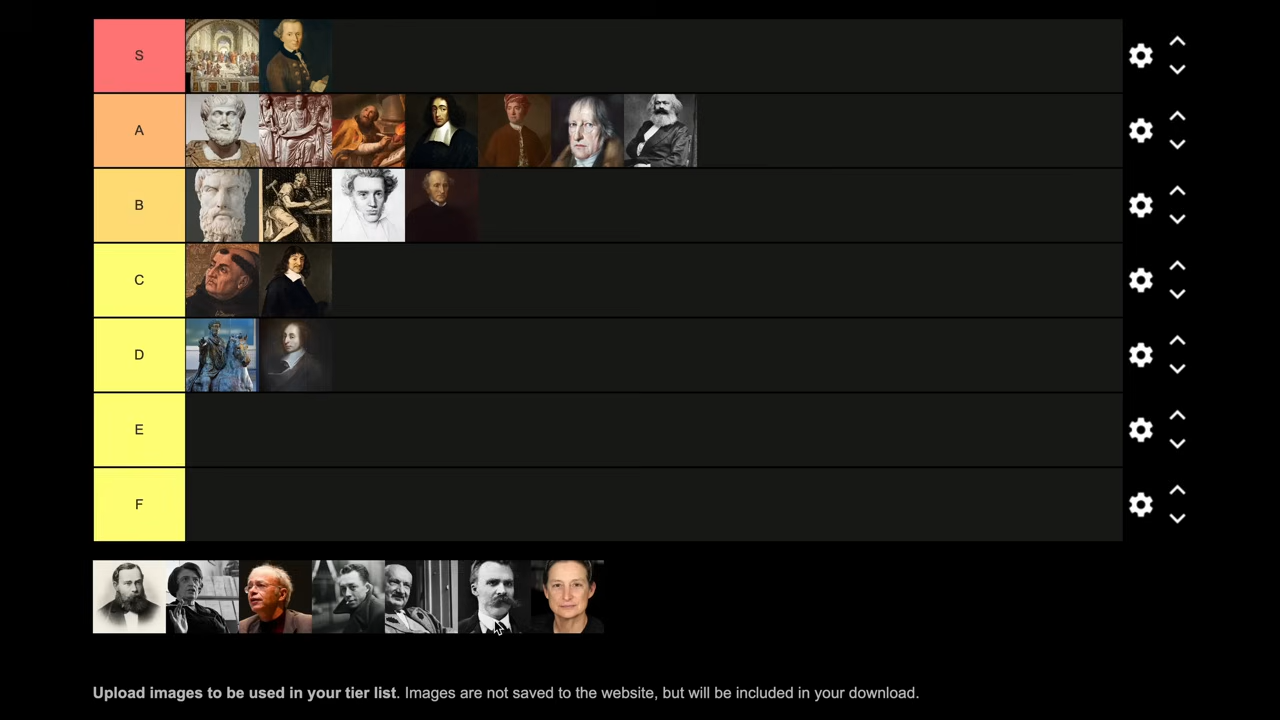 S
A
B
C
D
E
F
Upload images to be used in your tier list. Images are not saved to the website, but will be included in your download.